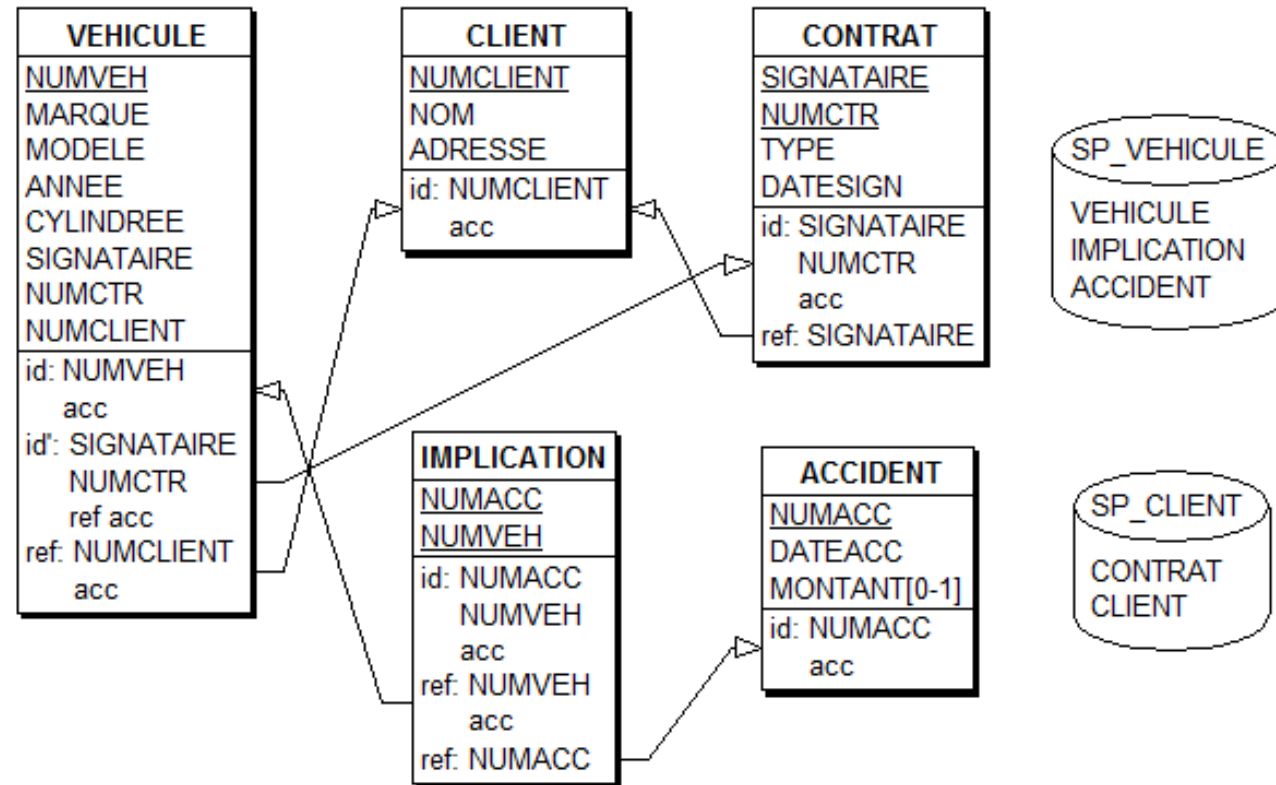 VEHICULE
NUMVEH
MARQUE
MODELE
ANNEE
CYLINDREE
SIGNATAIRE
NUMCTR
NUMCLIENT
id: NUMVEH
acc
id': SIGNATAIRE
NUMCTR
ref acc
ref: NUMCLIENT
acc
CLIENT
NUMCLIENT
NOM
ADRESSE
id: NUMCLIENT
acc
CONTRAT
SIGNATAIRE
NUMCTR
TYPE
DATESIGN
id: SIGNATAIRE
NUMCTR
acc
ref: SIGNATAIRE
SP_VEHICULE
VEHICULE
IMPLICATION
ACCIDENT
IMPLICATION
NUMACC
NUMVEH
id: NUMACC
NUMVEH
acc
ref: NUMVEH
acc
ref: NUMACC
ACCIDENT
NUMACC
DATEACC
MONTANT[0-1]
id: NUMACC
acc
SP_CLIENT
CONTRAT
CLIENT